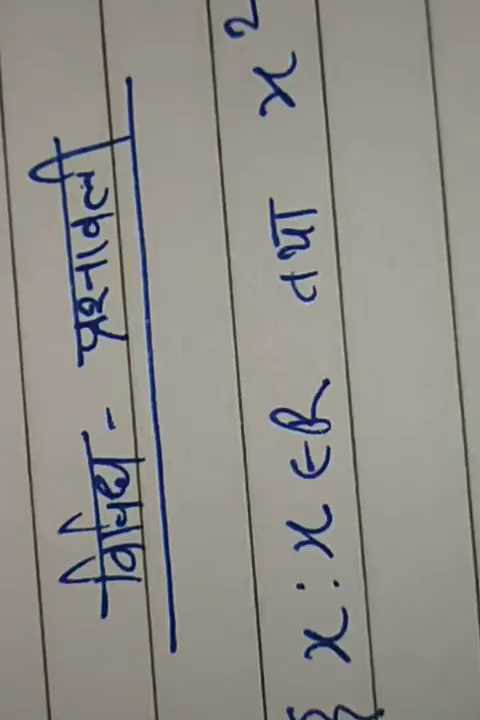 विविध - प्रश्नावली
{ x : x ∈ R तथा x²